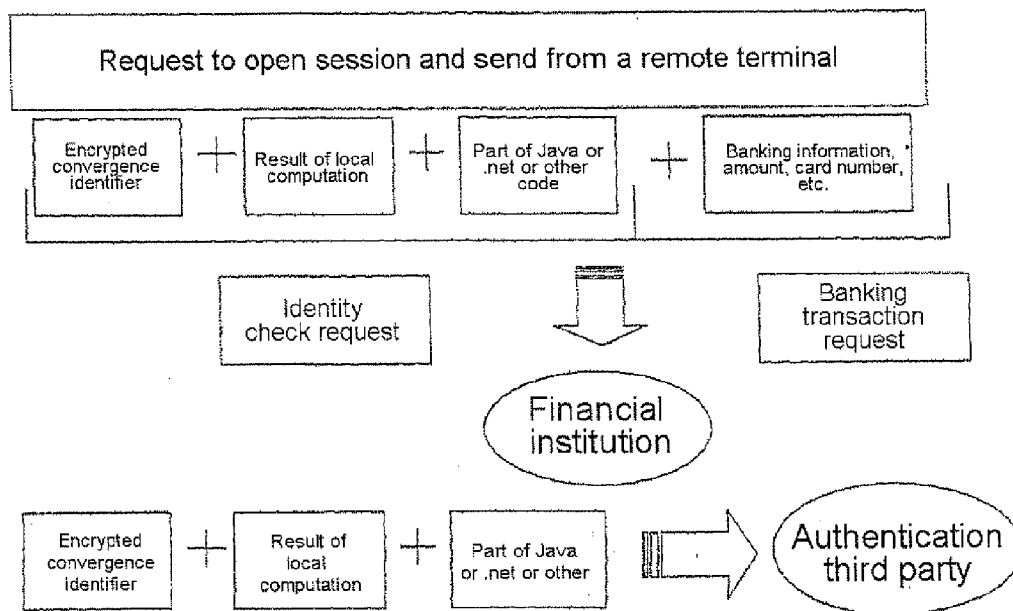 Request to open session and send from a remote terminal
Encrypted
convergence
identifier
+
Result of local
computation
+
Part of Java or
.net or other
code
+
Banking information,
amount, card number,
etc.
Identity
check request
Banking
transaction
request
Financial
institution
Encrypted
convergence
identifier
+
Result of
local
computation
+
Part of Java
or .net or other
Authentication
third party